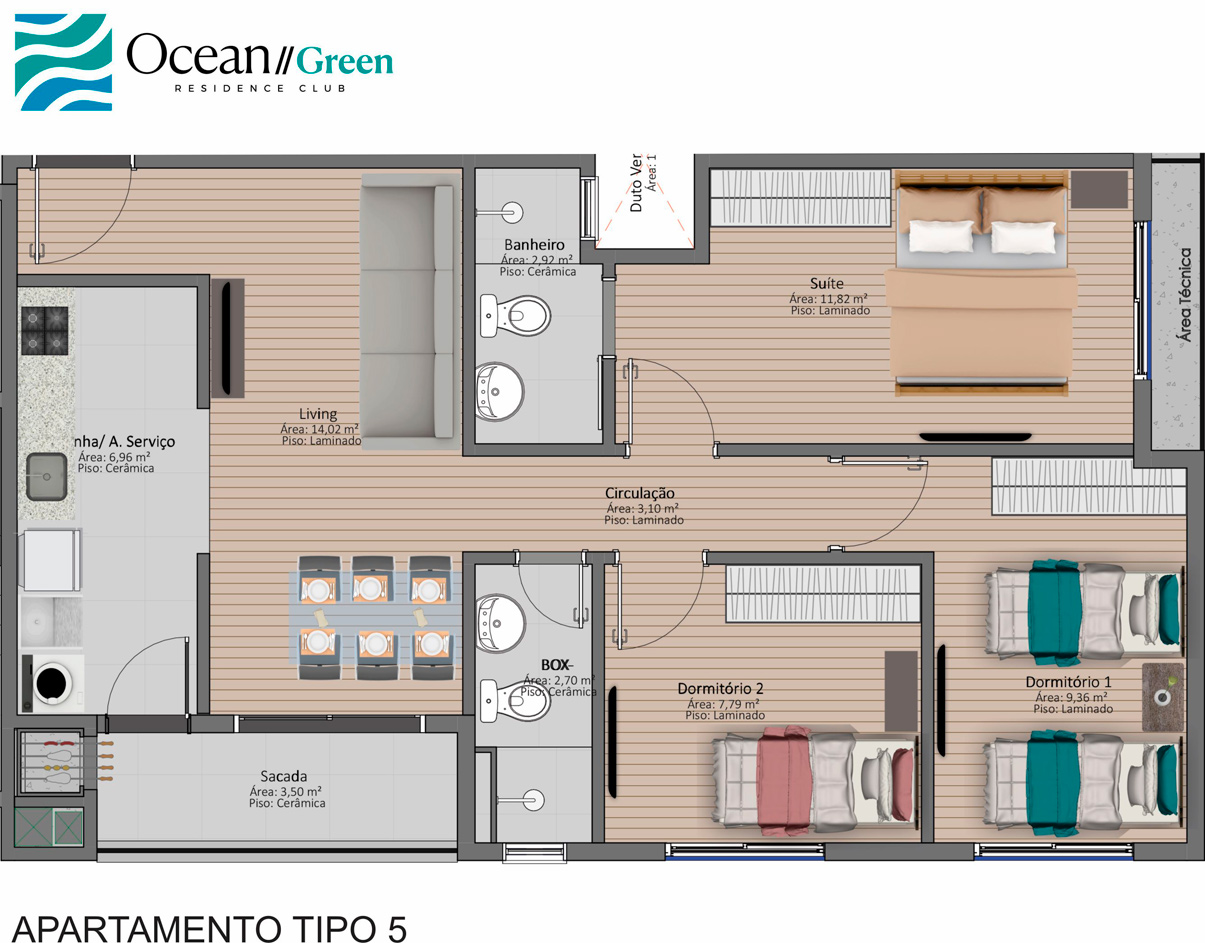 Ocean//Green
RESIDENCE CLUB
Duto Ver
Área: 1
Banheiro
Área: 2,92 m²
Piso: Cerâmica
Suíte
Área: 11,82 m²
Piso: Laminado
Área Técnica
Living
Área: 14,02 m²
Piso: Laminado
nha/ A. Serviço
Área: 6,96 m²
Piso: Cerâmica
Circulação
Área: 3,10 m²
Piso: Laminado
BOX
Área: 2,70 m²
Piso: Cerâmica
Dormitório 2
Área: 7,79 m²
Piso: Laminado
Dormitório 1
Área: 9,36 m²
Piso: Laminado
Sacada
Área: 3,50 m²
Piso: Cerâmica
APARTAMENTO TIPO 5